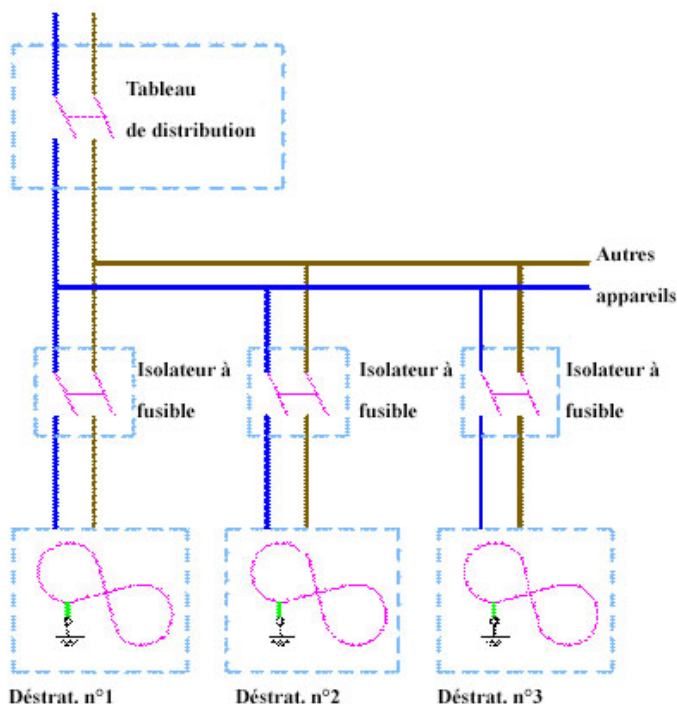 Tableau
de distribution
Autres
appareils
Isolateur à
fusible
Isolateur à
fusible
Isolateur à
fusible
Déstrat. n°1
Déstrat. n°2
Déstrat. n°3